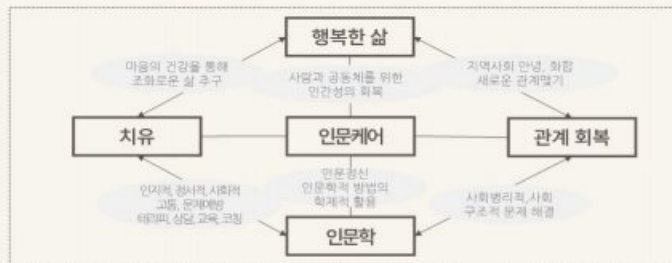 행복한 삶
마음의 건강을 통해
조화로운 삶 추구
사람과 공동체를 위한
인간성의 회복
지역사회 안녕, 화합
새로운 관계맺기
치유
인문케어
관계 회복
인지적, 정서적, 사회적
고통, 문제예방
테라피, 상담, 교육, 코칭
인문정신
인문학적 방법의
학제적 활용
사회병리적,사회
구조적 문제 해결
인문학